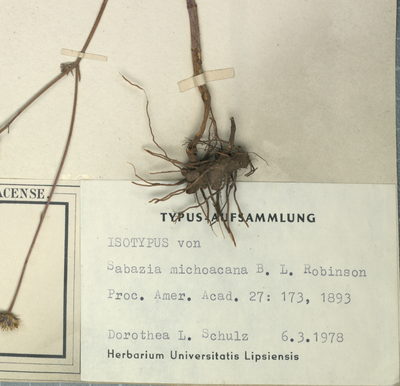 ACENSE.
TYPUS-AUFSAMMLUNG
ISOTYPUS von
Sabazia michoacana B. L. Robinson
Proc. Amer. Acad. 27: 173, 1893
Dorothea L. Schulz 6.3.1978
Herbarium Universitatis Lipsiensis